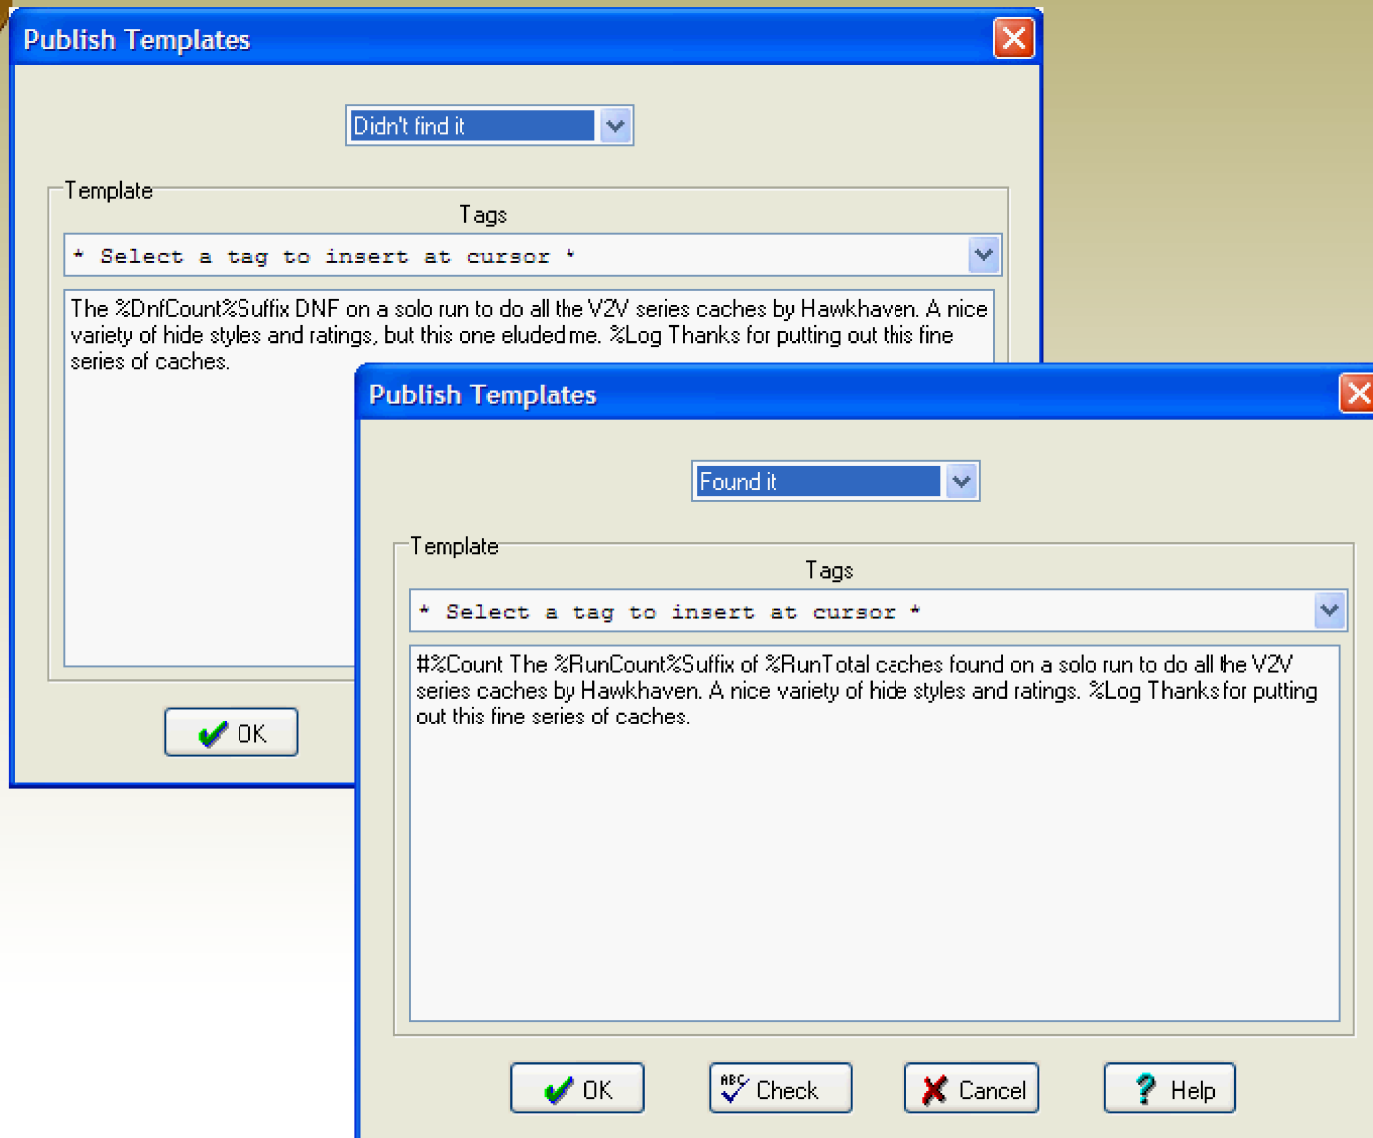 Publish Templates
Didn't find it
Template
Tags
* Select a tag to insert at cursor *
The %DnfCount%Suffix DNF on a solo run to do all the V2V series caches by Hawkhaven. A nice
variety of hide styles and ratings, but this one eluded me. %Log Thanks for putting out this fine
series of caches.
OK
Publish Templates
Found it
Template
Tags
* Select a tag to insert at cursor *
#%Count The %RunCount%Suffix of %RunTotal caches found on a solo run to do all the V2V
series caches by Hawkhaven. A nice variety of hide styles and ratings. %Log Thanks for putting
out this fine series of caches.
OK
ABC Check
Cancel
? Help